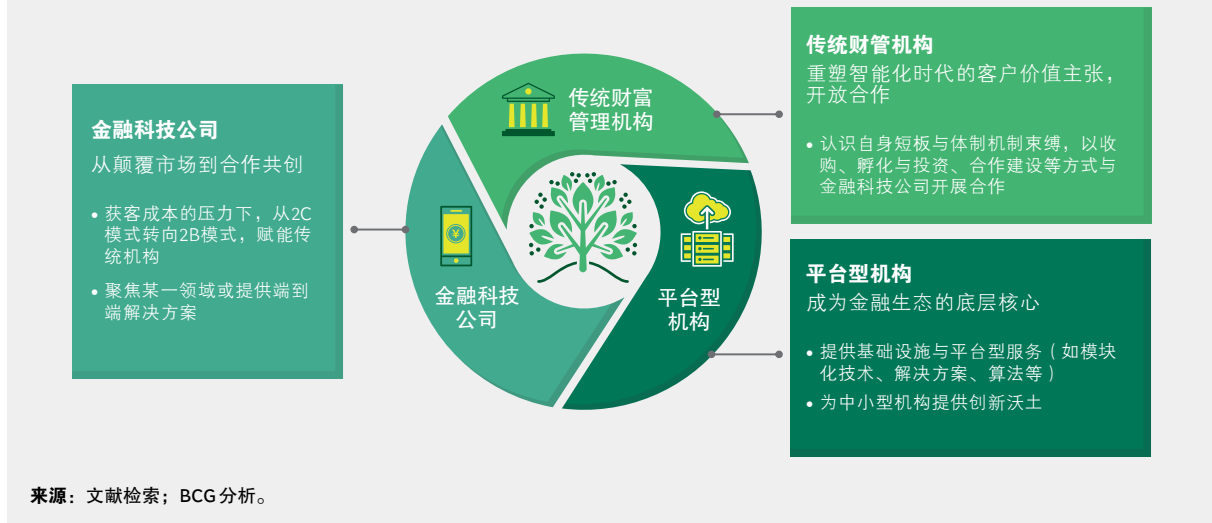 金融科技公司
从颠覆市场到合作共创
• 获客成本的压力下，从2C
模式转向2B模式，赋能传
统机构
• 聚焦某一领域或提供端到
端解决方案
传统财富
管理机构
金融科技
公司
平台型
机构
传统财管机构
重塑智能化时代的客户价值主张，
开放合作
• 认识自身短板与体制机制束缚，以收
购、孵化与投资、合作建设等方式与
金融科技公司开展合作
平台型机构
成为金融生态的底层核心
• 提供基础设施与平台型服务（如模块
化技术、解决方案、算法等）
• 为中小型机构提供创新沃土
¥
来源：文献检索；BCG分析。